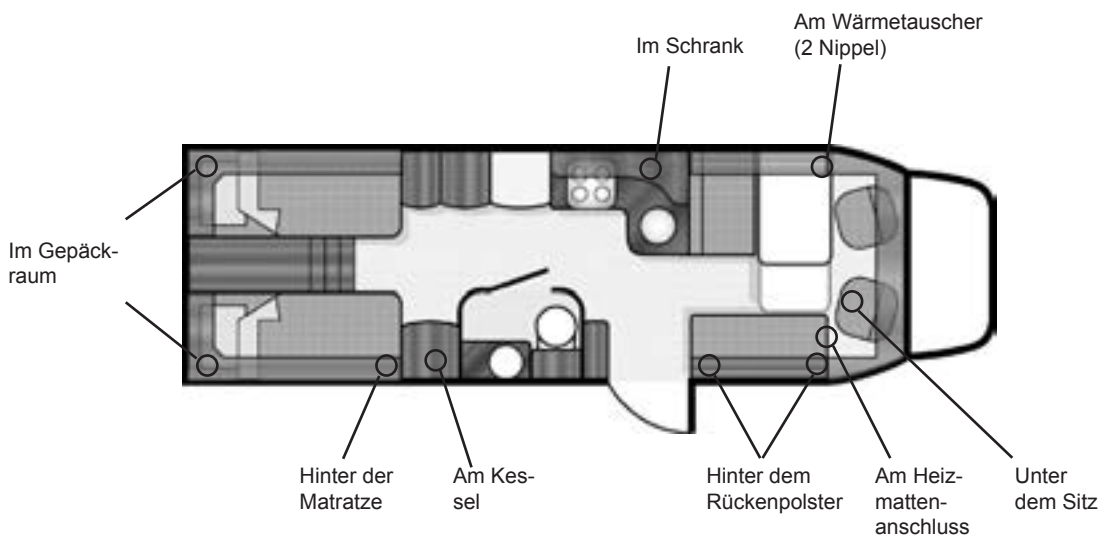 Am Wärmetauscher
(2 Nippel)
Im Schrank
Im Gepäck-
raum
Hinter der
Matratze
Am Kes-
sel
Hinter dem
Rückenpolster
Am Heiz-
matten-
anschluss
Unter
dem Sitz